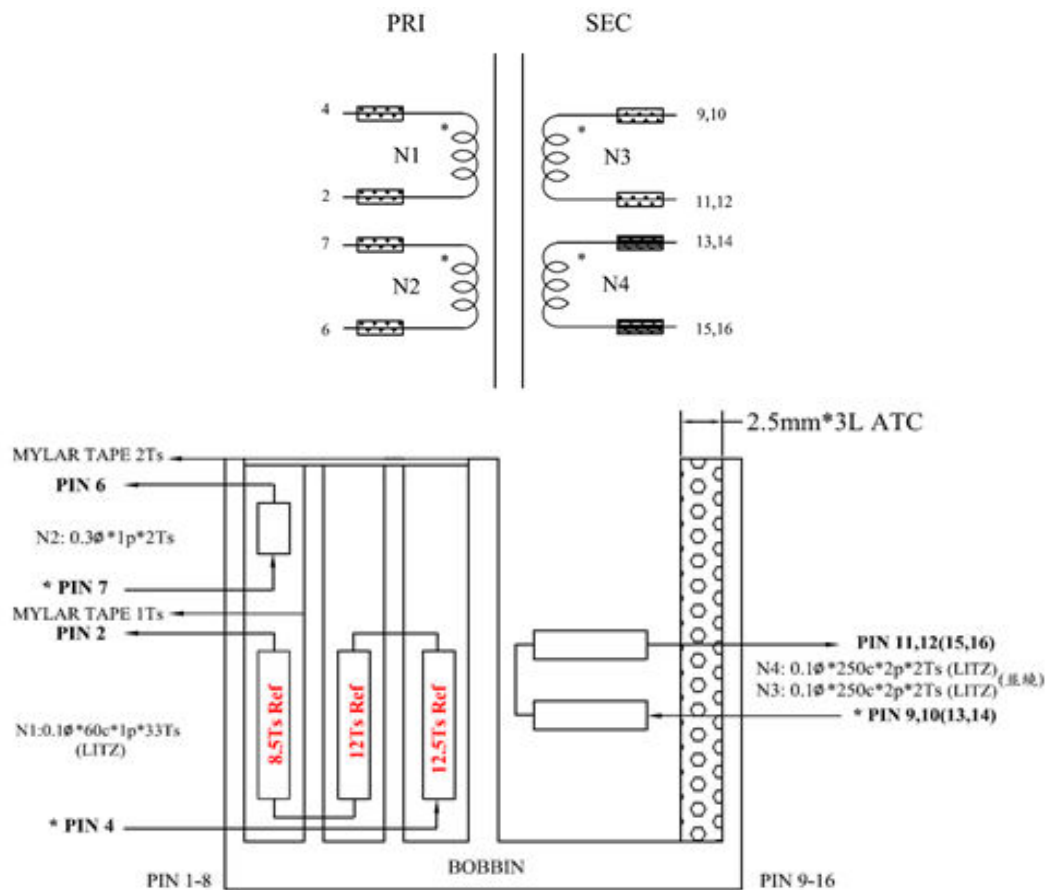 PRI
SEC
4
9,10
*
*
N1
N3
2
11,12
7
13,14
*
*
N2
N4
6
15,16
2.5mm*3L ATC
MYLAR TAPE 2Ts
PIN 6
N2: 0.3ø*1p*2Ts
* PIN 7
MYLAR TAPE 1Ts
PIN 2
8.5Ts Ref
12Ts Ref
12.5Ts Ref
N1:0.1ø*60c*1p*33Ts
(LITZ)
* PIN 4
PIN 11,12(15,16)
N4: 0.1ø*250c*2p*2Ts (LITZ)
N3: 0.1ø*250c*2p*2Ts (LITZ)
(並繞)
* PIN 9,10(13,14)
BOBBIN
PIN 1-8
PIN 9-16